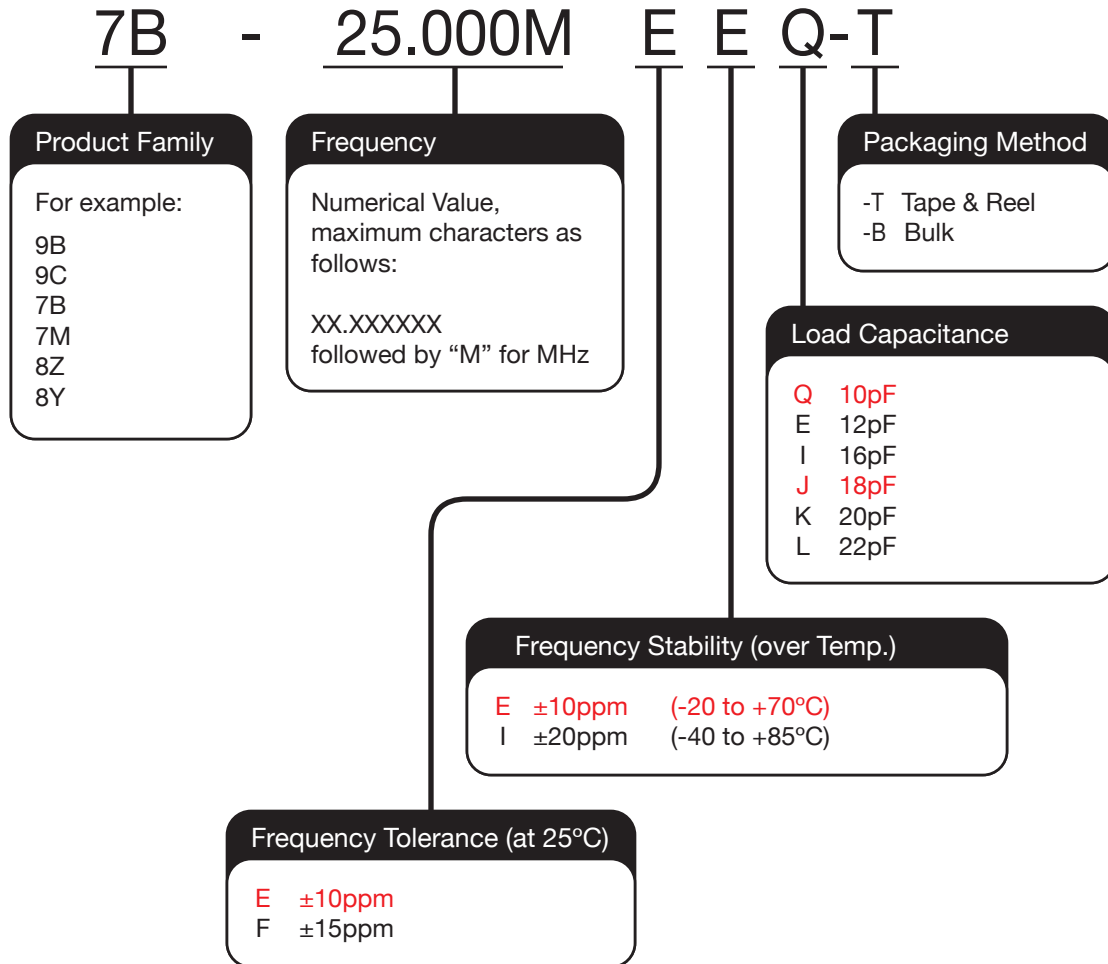 7B - 25.000M E E Q-T
Product Family
For example:
9B
9C
7B
7M
8Z
8Y
Frequency
Numerical Value,
maximum characters as
follows:
XX.XXXXXX
followed by “M” for MHz
Packaging Method
-T Tape & Reel
-B Bulk
Load Capacitance
Q 10pF
E 12pF
I 16pF
J 18pF
K 20pF
L 22pF
Frequency Stability (over Temp.)
E ±10ppm (-20 to +70ºC)
I ±20ppm (-40 to +85ºC)
Frequency Tolerance (at 25ºC)
E ±10ppm
F ±15ppm